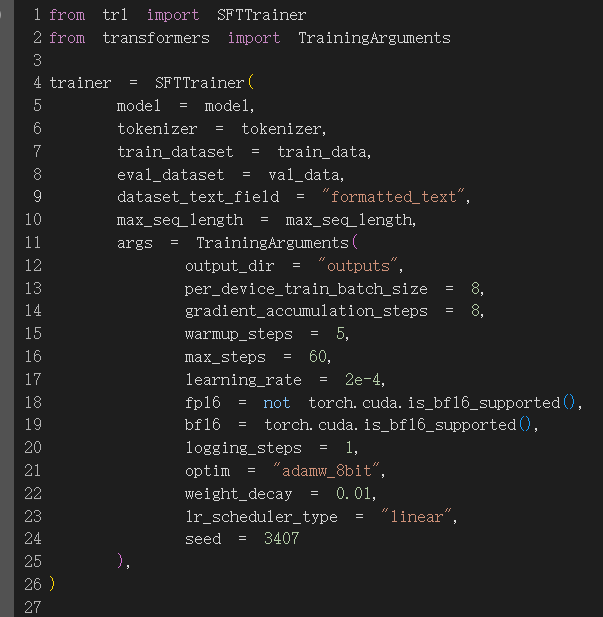 1 from trl import SFTTrainer
2 from transformers import TrainingArguments
3
4 trainer = SFTTrainer(
5 model = model,
6 tokenizer = tokenizer,
7 train_dataset = train_data,
8 eval_dataset = val_data,
9 dataset_text_field = "formatted_text",
10 max_seq_length = max_seq_length,
11 args = TrainingArguments(
12 output_dir = "outputs",
13 per_device_train_batch_size = 8,
14 gradient_accumulation_steps = 8,
15 warmup_steps = 5,
16 max_steps = 60,
17 learning_rate = 2e-4,
18 fp16 = not torch.cuda.is_bf16_supported(),
19 bf16 = torch.cuda.is_bf16_supported(),
20 logging_steps = 1,
21 optim = "adamw_8bit",
22 weight_decay = 0.01,
23 lr_scheduler_type = "linear",
24 seed = 3407
25 ),
26 )
27